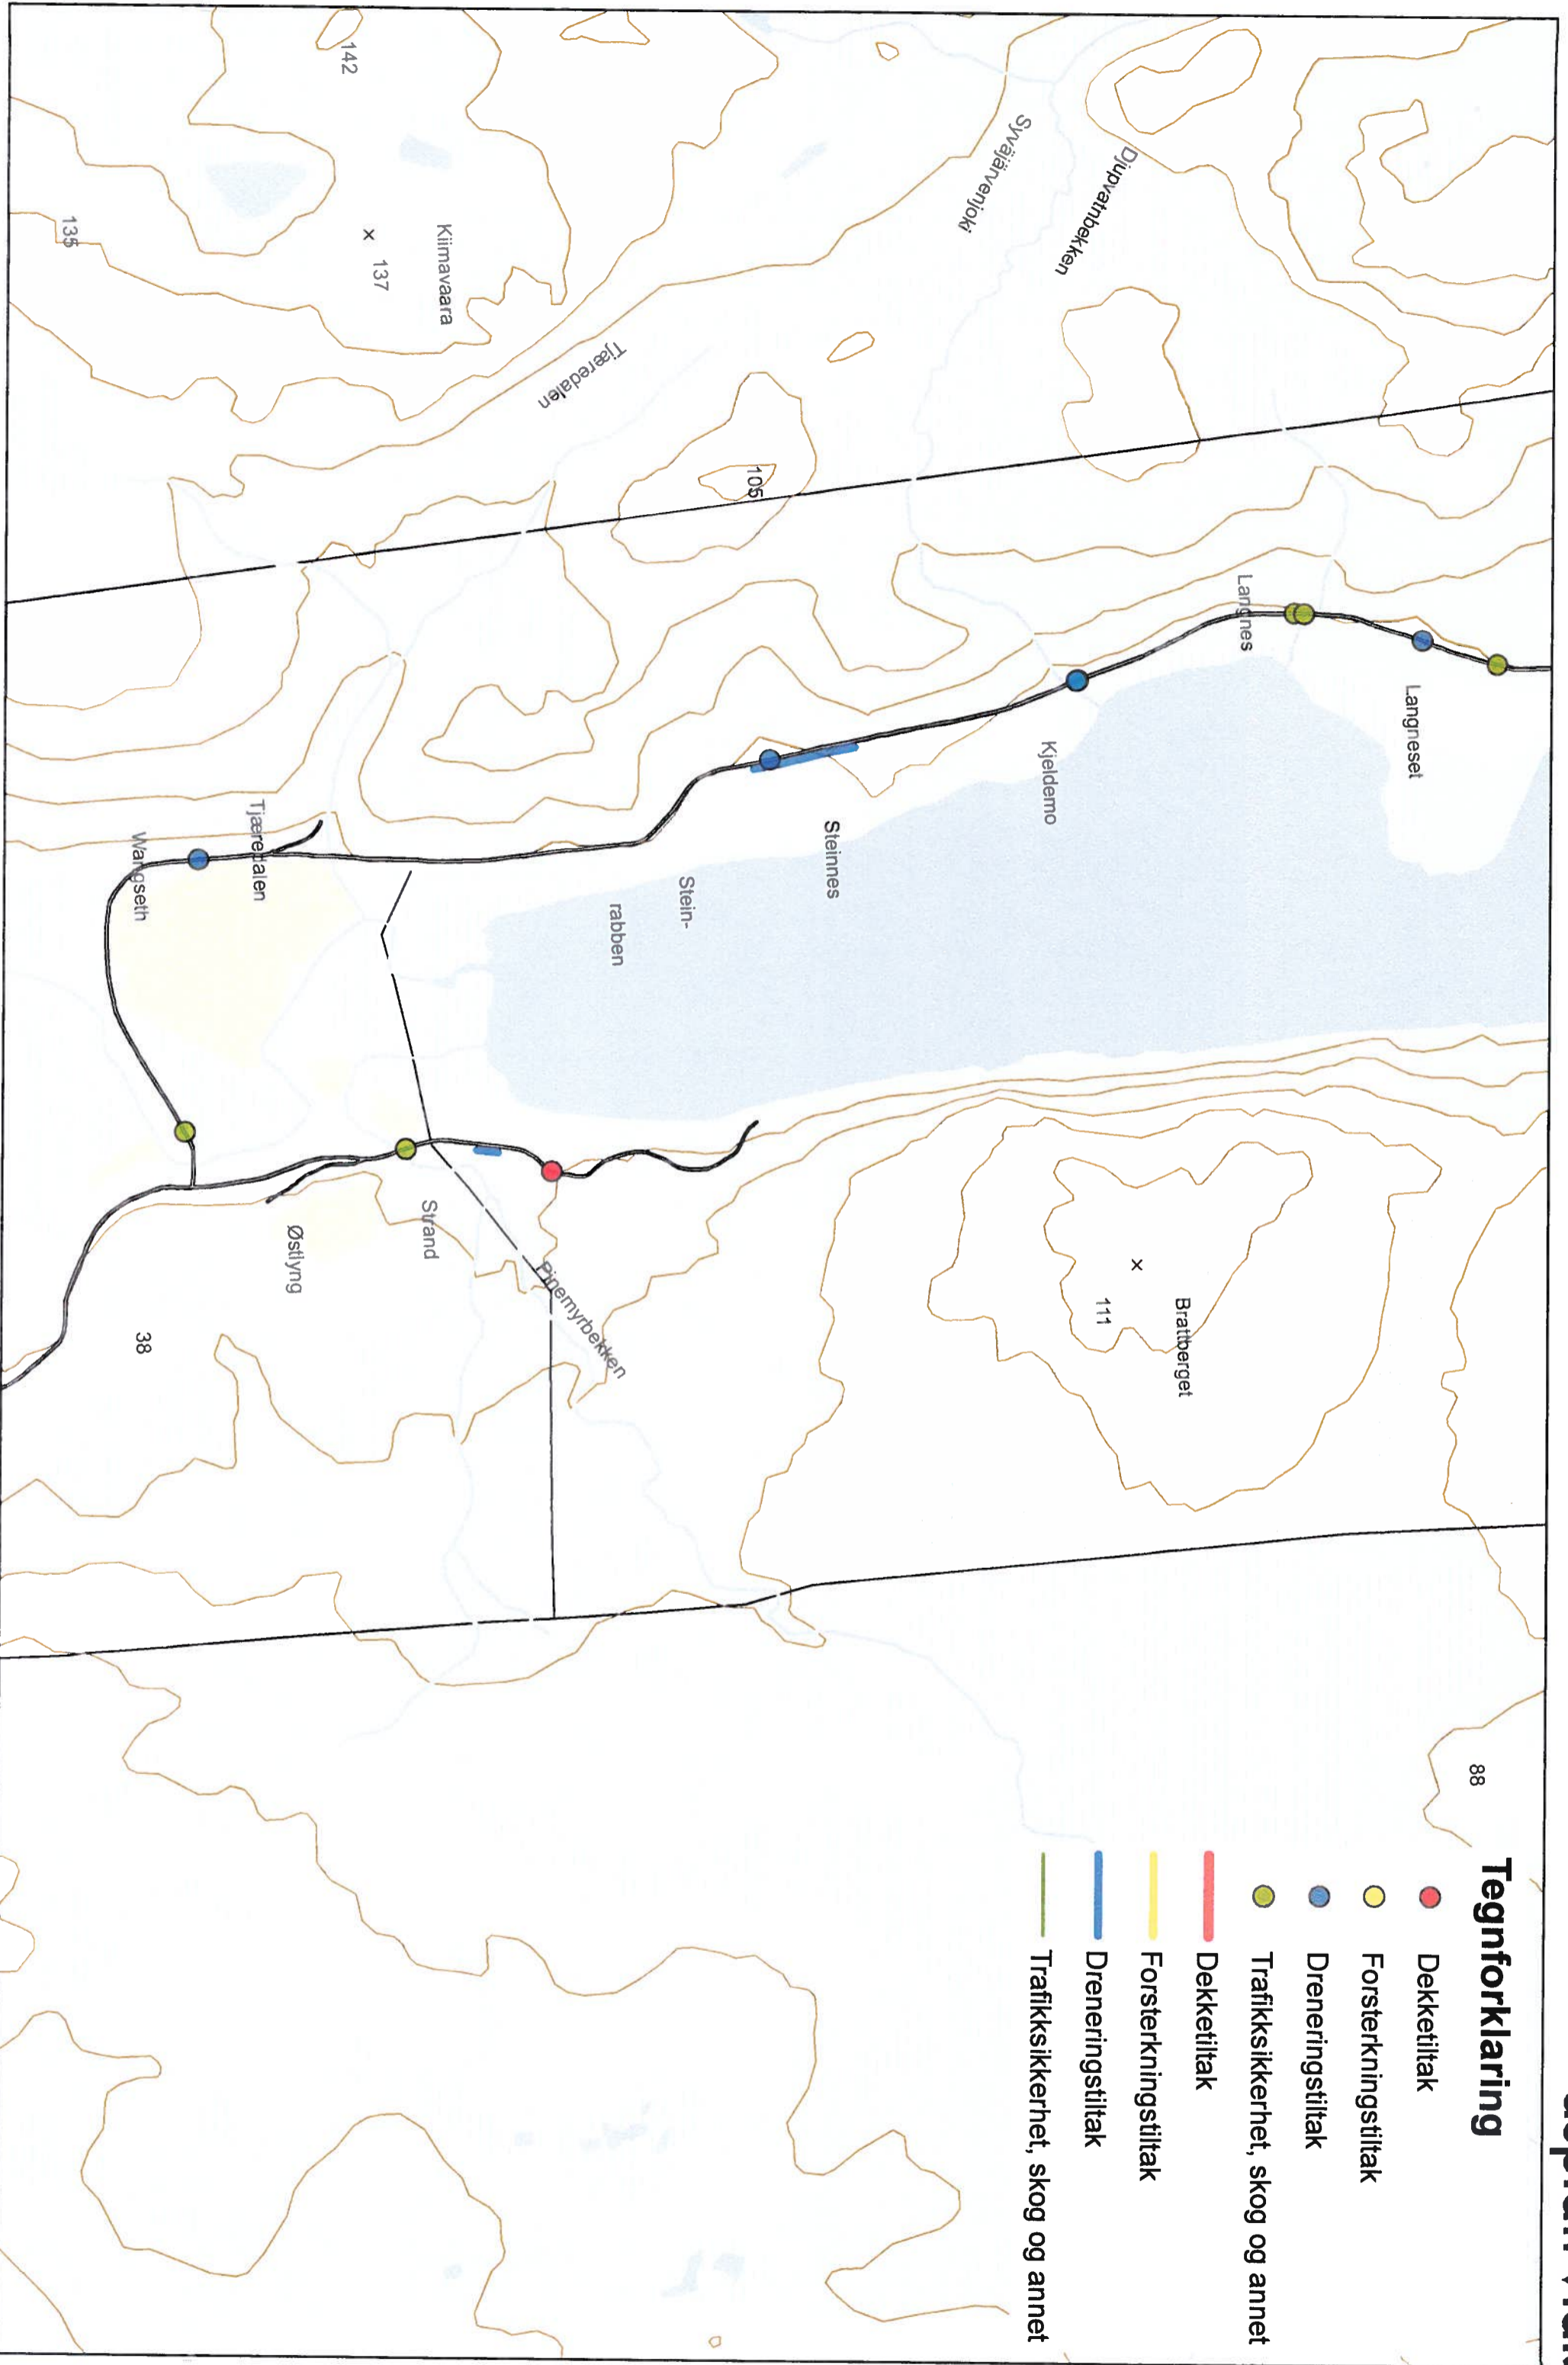 Tegnforklaring
Dekketiltak
Forsterkningstiltak
Dreneringstiltak
Trafikksikkerhet, skog og annet
Dekketiltak
Forsterkningstiltak
Dreneringstiltak
Trafikksikkerhet, skog og annet
88
Langneset
Langnes
Brattberget
111
Djupvatnbekken
Syväjärvenjoki
Kjeldemo
Steinnes
105
Stein-
rabben
Tjæredalen
Pinemyrbekken
Kiimavaara
137
142
135
Strand
Østlyng
Tjæredalen
Wangseth
38